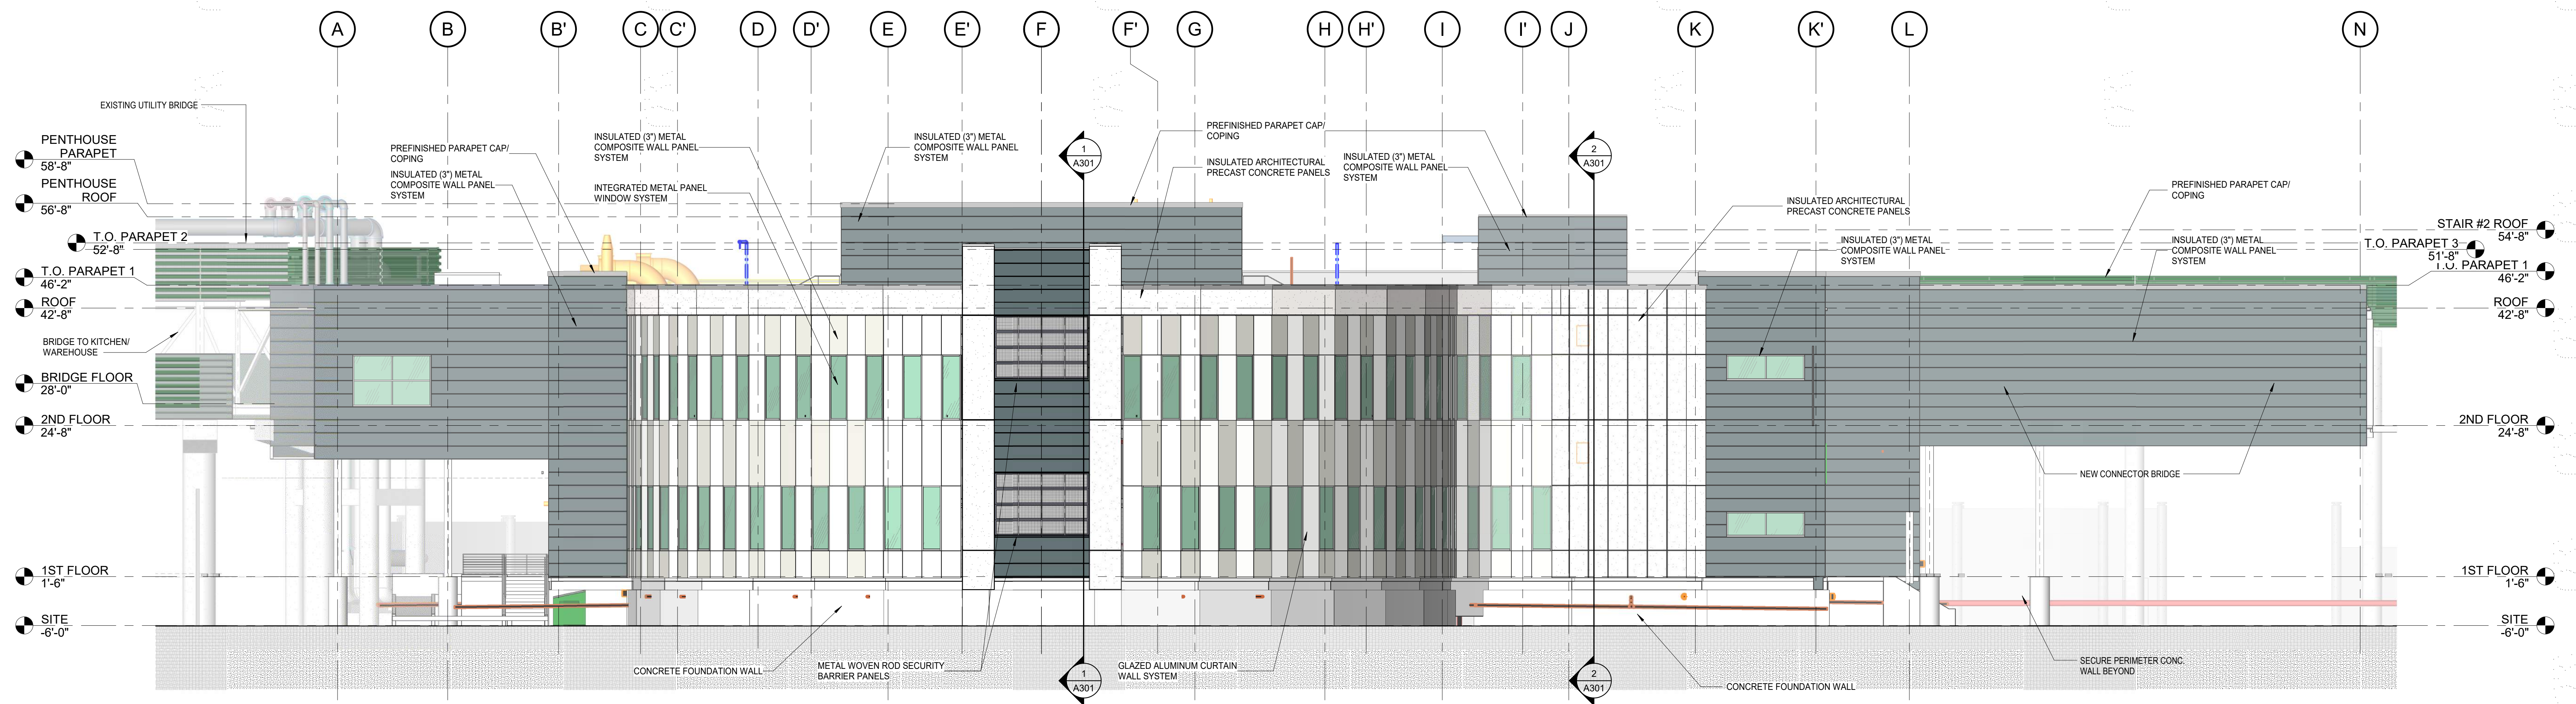 A
B
B'
C
C'
D
D'
E
E'
F
F'
G
H
H'
I
I'
J
K
K'
L
N
EXISTING UTILITY BRIDGE
PENTHOUSE
PARAPET
58'-8"
PENTHOUSE
ROOF
56'-8"
T.O. PARAPET 2
52'-8"
T.O. PARAPET 1
46'-2"
ROOF
42'-8"
BRIDGE TO KITCHEN/
WAREHOUSE
BRIDGE FLOOR
28'-0"
2ND FLOOR
24'-8"
1ST FLOOR
1'-6"
SITE
-6'-0"
PREFINISHED PARAPET CAP/
COPING
INSULATED (3") METAL
COMPOSITE WALL PANEL
SYSTEM
INSULATED (3") METAL
COMPOSITE WALL PANEL
SYSTEM
INTEGRATED METAL PANEL
WINDOW SYSTEM
INSULATED (3") METAL
COMPOSITE WALL PANEL
SYSTEM
1
A301
PREFINISHED PARAPET CAP/
COPING
INSULATED ARCHITECTURAL
PRECAST CONCRETE PANELS
INSULATED (3") METAL
COMPOSITE WALL PANEL
SYSTEM
2
A301
INSULATED ARCHITECTURAL
PRECAST CONCRETE PANELS
INSULATED (3") METAL
COMPOSITE WALL PANEL
SYSTEM
PREFINISHED PARAPET CAP/
COPING
INSULATED (3") METAL
COMPOSITE WALL PANEL
SYSTEM
STAIR #2 ROOF
54'-8"
T.O. PARAPET 3
51'-8"
T.O. PARAPET 1
46'-2"
ROOF
42'-8"
2ND FLOOR
24'-8"
NEW CONNECTOR BRIDGE
1ST FLOOR
1'-6"
SITE
-6'-0"
CONCRETE FOUNDATION WALL
METAL WOVEN ROD SECURITY
BARRIER PANELS
1
A301
GLAZED ALUMINUM CURTAIN
WALL SYSTEM
2
A301
CONCRETE FOUNDATION WALL
SECURE PERIMETER CONC.
WALL BEYOND